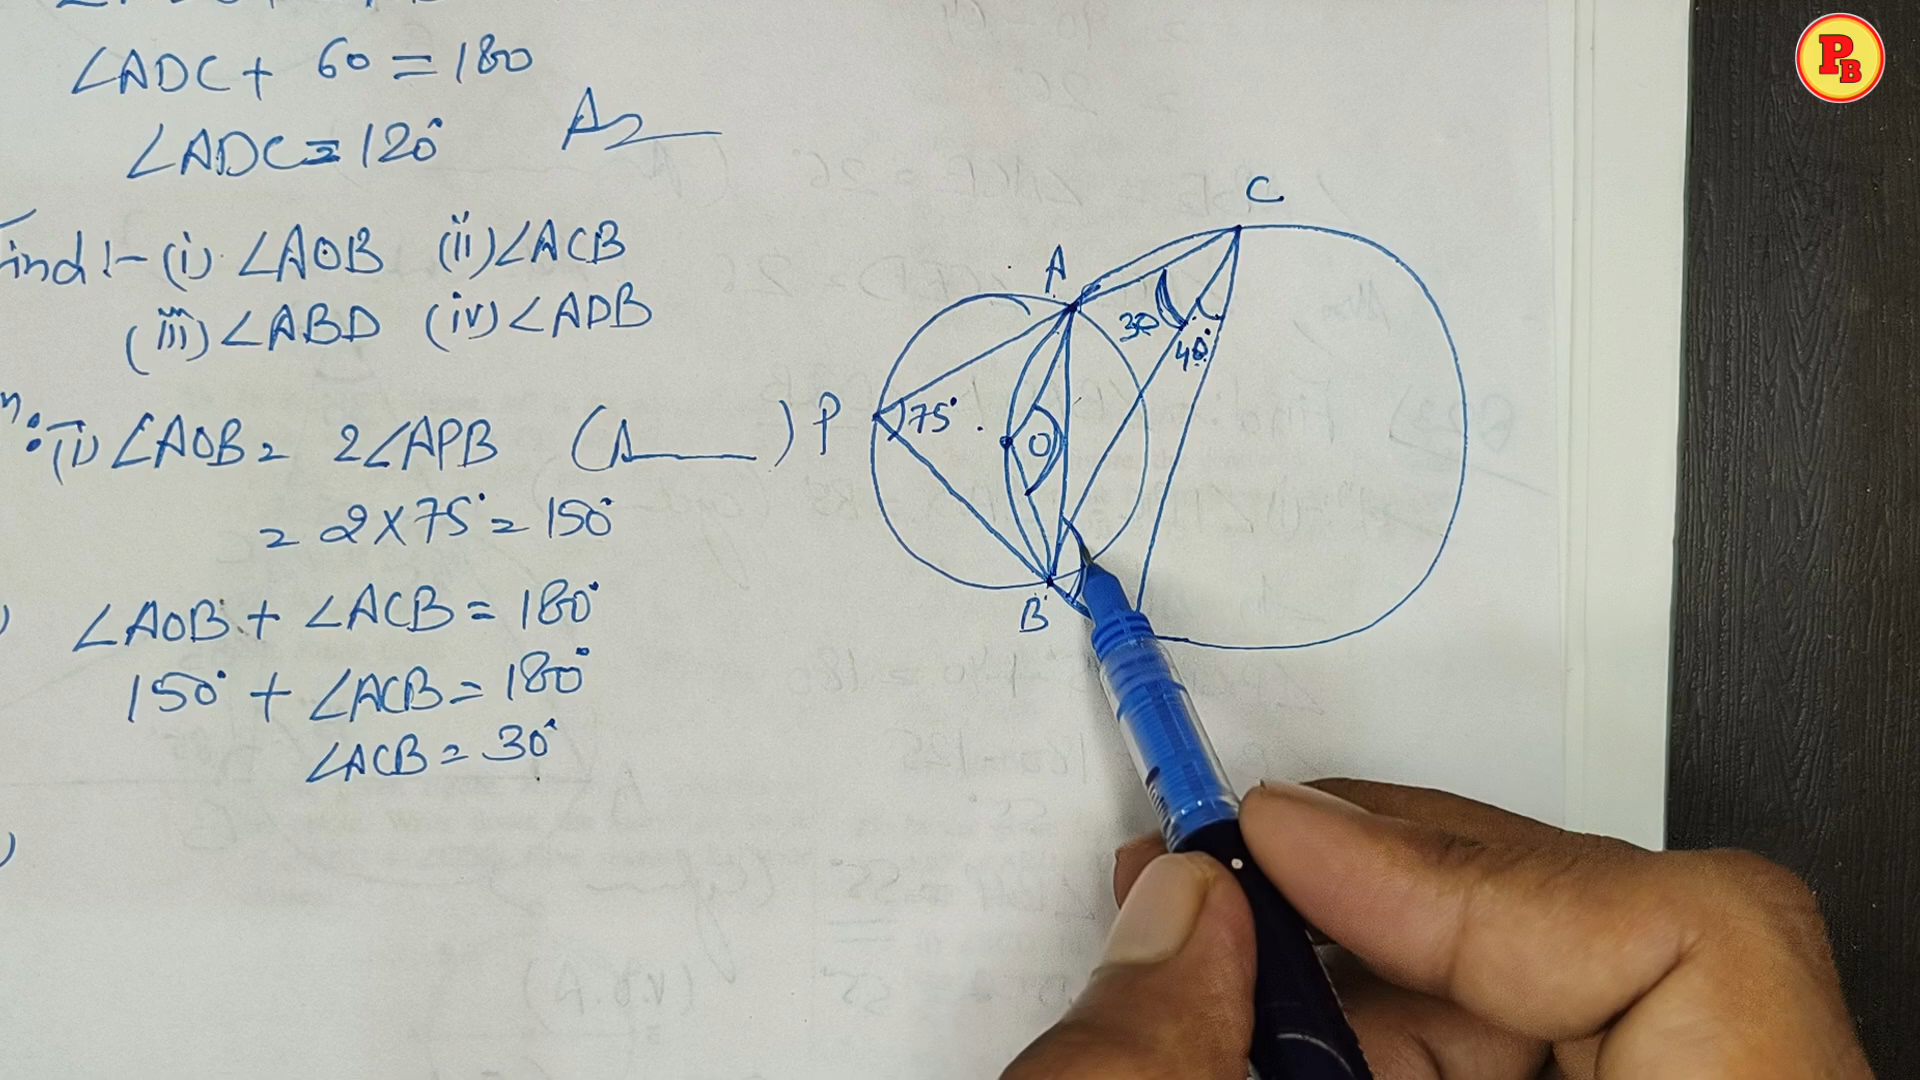 ∠ADC + 60 = 180
∠ADC = 120°
Find :- (i) ∠AOB (ii) ∠ACB
(iii) ∠ABD (iv) ∠ADB
(i) ∠AOB = 2∠APB
= 2 × 75° = 150°
∠AOB + ∠ACB = 180°
150° + ∠ACB = 180°
∠ACB = 30°
C
A
30
40°
P
75°
O
B
PB